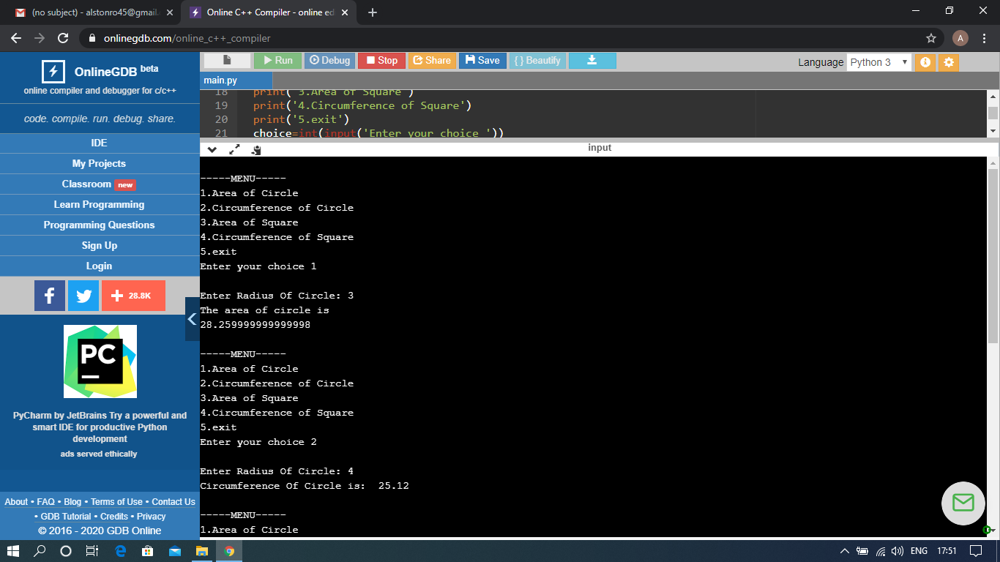 (no subject) - alstonro45@gmail.
Online C++ Compiler - online ed
onlinegdb.com/online_c++_compiler
A
OnlineGDB beta
online compiler and debugger for c/c++
code. compile. run. debug. share.
IDE
My Projects
Classroom new
Learn Programming
Programming Questions
Sign Up
Login
28.8K
PC
PyCharm by JetBrains Try a powerful and
smart IDE for productive Python
development
ads served ethically
About • FAQ • Blog • Terms of Use • Contact Us
• GDB Tutorial • Credits • Privacy
© 2016 - 2020 GDB Online
Run Debug Stop Share Save { } Beautify
Language Python 3
main.py
18 print('3.Area of Square')
19 print('4.Circumference of Square')
20 print('5.exit')
21 choice=int(input('Enter your choice '))
input
-----MENU-----
1.Area of Circle
2.Circumference of Circle
3.Area of Square
4.Circumference of Square
5.exit
Enter your choice 1
Enter Radius Of Circle: 3
The area of circle is
28.259999999999998
-----MENU-----
1.Area of Circle
2.Circumference of Circle
3.Area of Square
4.Circumference of Square
5.exit
Enter your choice 2
Enter Radius Of Circle: 4
Circumference Of Circle is:  25.12
-----MENU-----
1.Area of Circle
ENG 17:51